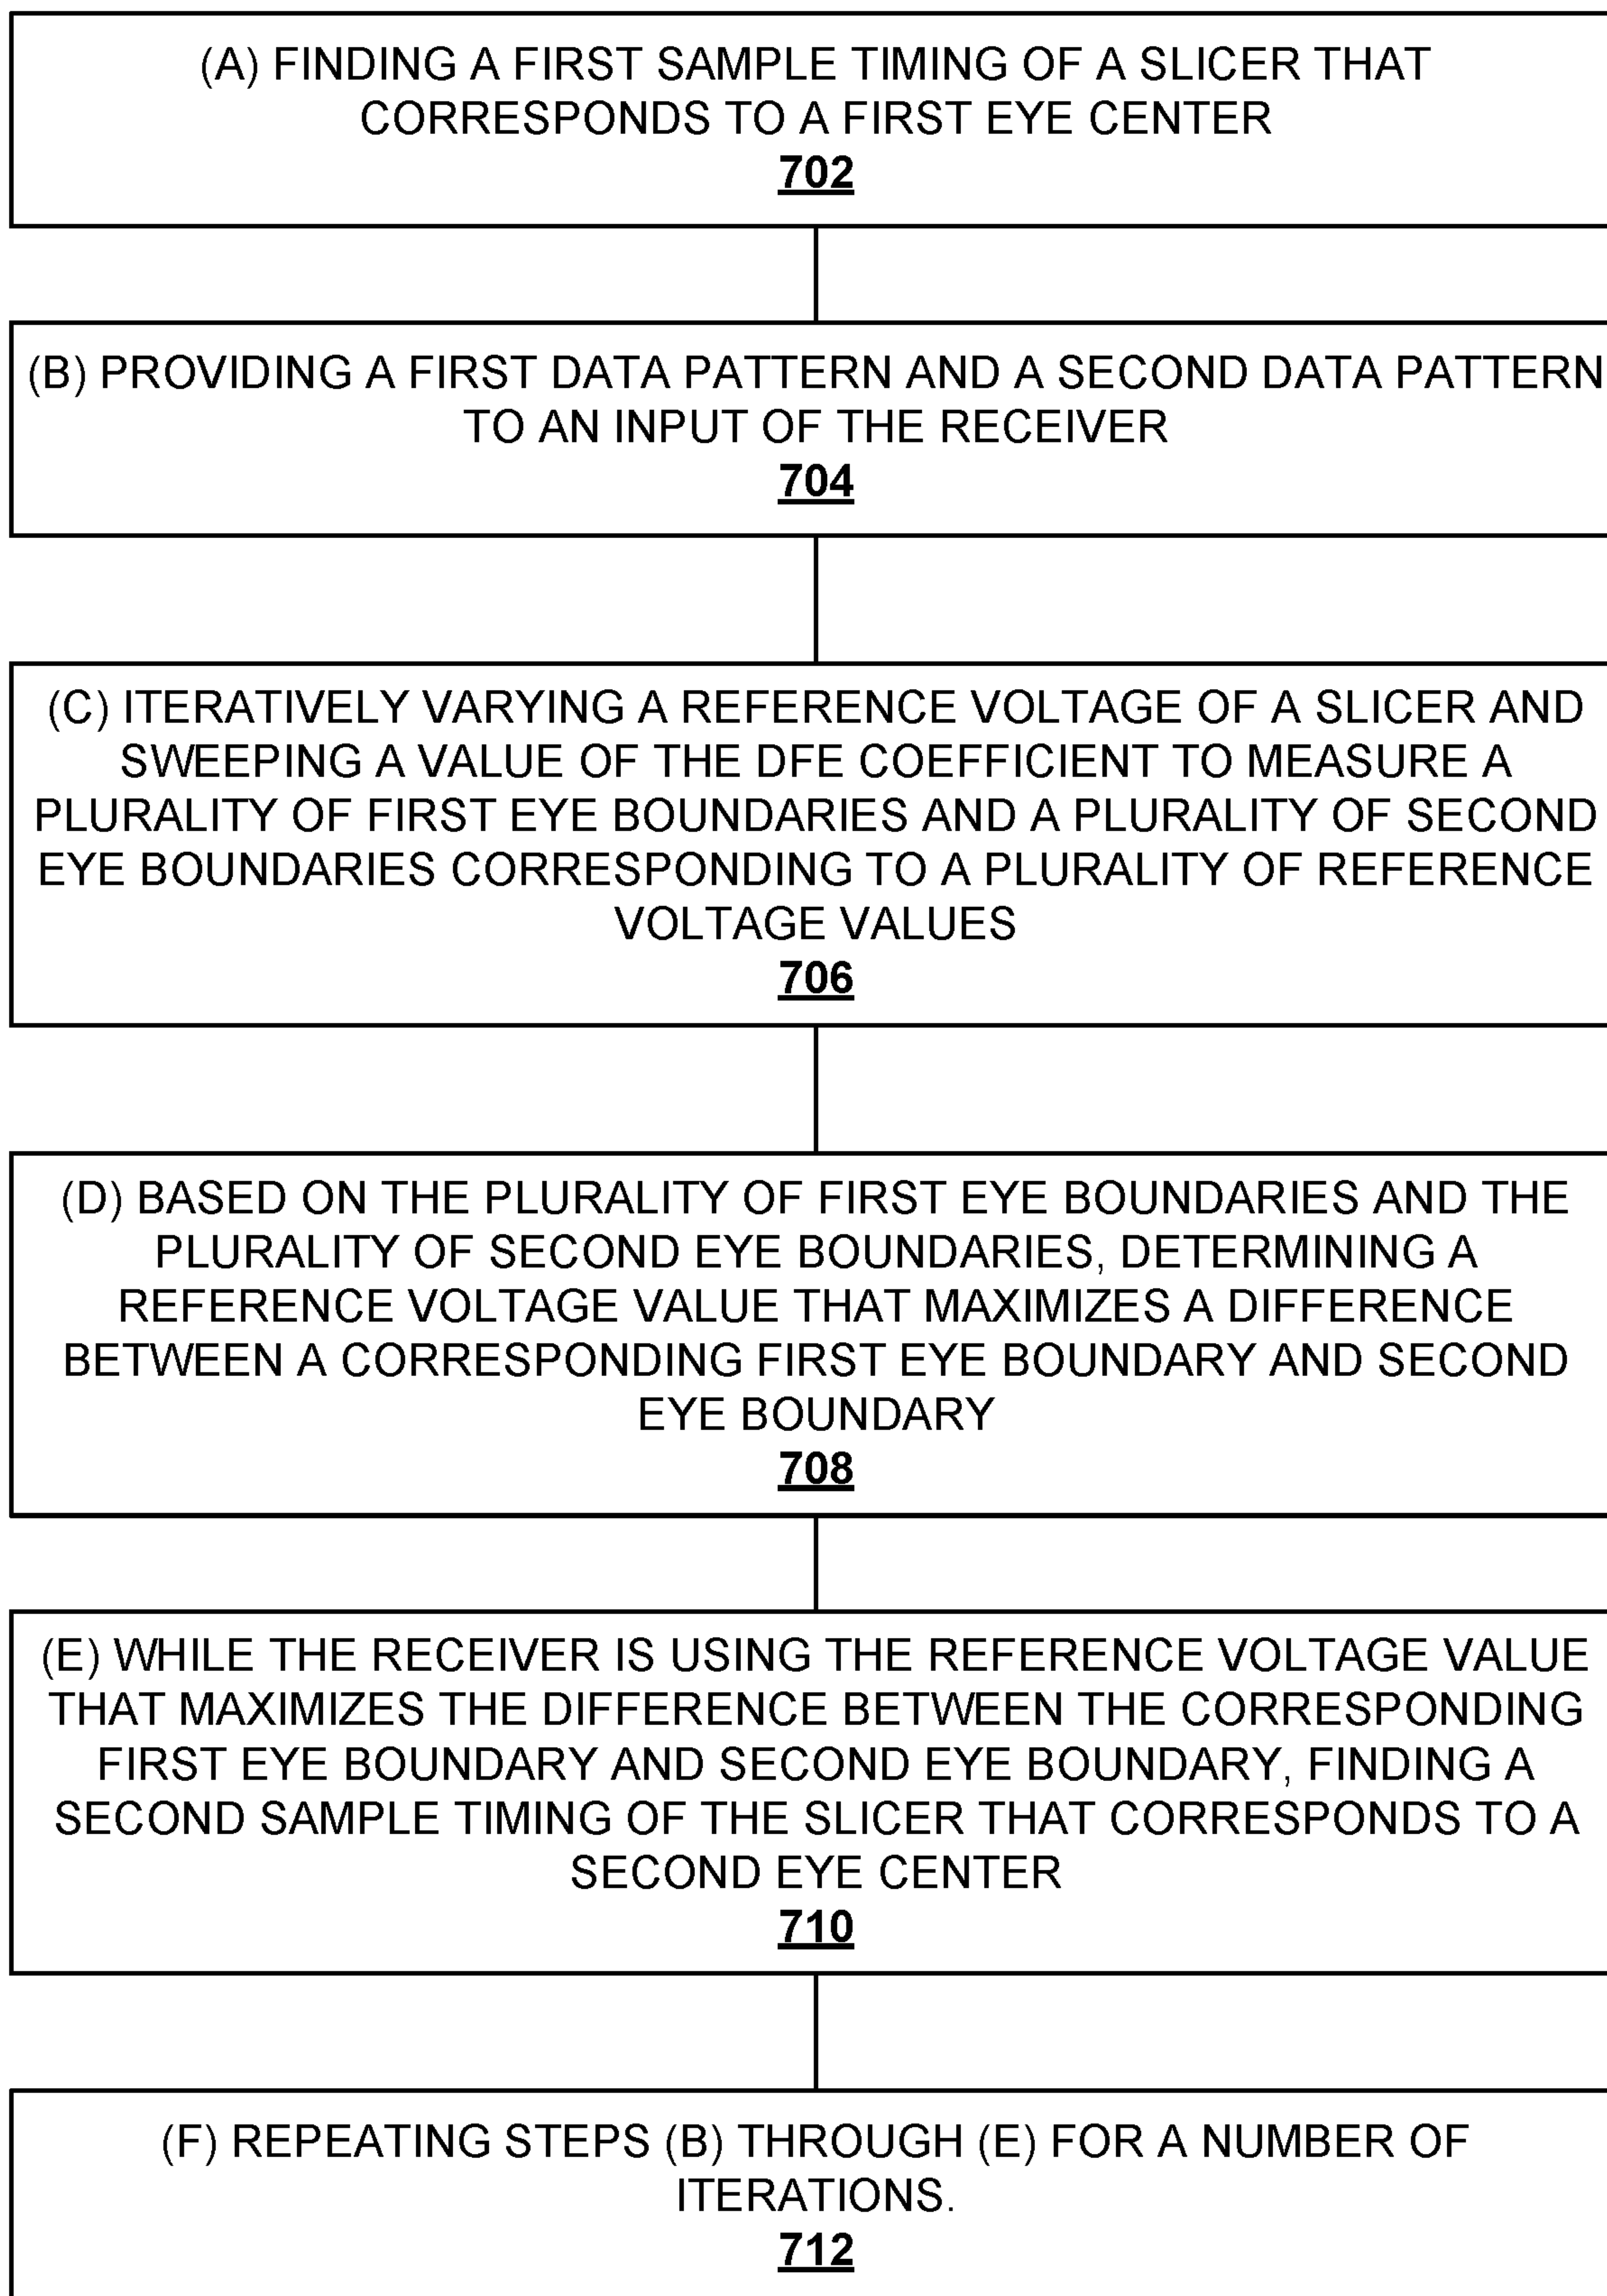 (A) FINDING A FIRST SAMPLE TIMING OF A SLICER THAT
CORRESPONDS TO A FIRST EYE CENTER
702
(B) PROVIDING A FIRST DATA PATTERN AND A SECOND DATA PATTERN
TO AN INPUT OF THE RECEIVER
704
(C) ITERATIVELY VARYING A REFERENCE VOLTAGE OF A SLICER AND
SWEEPING A VALUE OF THE DFE COEFFICIENT TO MEASURE A
PLURALITY OF FIRST EYE BOUNDARIES AND A PLURALITY OF SECOND
EYE BOUNDARIES CORRESPONDING TO A PLURALITY OF REFERENCE
VOLTAGE VALUES
706
(D) BASED ON THE PLURALITY OF FIRST EYE BOUNDARIES AND THE
PLURALITY OF SECOND EYE BOUNDARIES, DETERMINING A
REFERENCE VOLTAGE VALUE THAT MAXIMIZES A DIFFERENCE
BETWEEN A CORRESPONDING FIRST EYE BOUNDARY AND SECOND
EYE BOUNDARY
708
(E) WHILE THE RECEIVER IS USING THE REFERENCE VOLTAGE VALUE
THAT MAXIMIZES THE DIFFERENCE BETWEEN THE CORRESPONDING
FIRST EYE BOUNDARY AND SECOND EYE BOUNDARY, FINDING A
SECOND SAMPLE TIMING OF THE SLICER THAT CORRESPONDS TO A
SECOND EYE CENTER
710
(F) REPEATING STEPS (B) THROUGH (E) FOR A NUMBER OF
ITERATIONS.
712